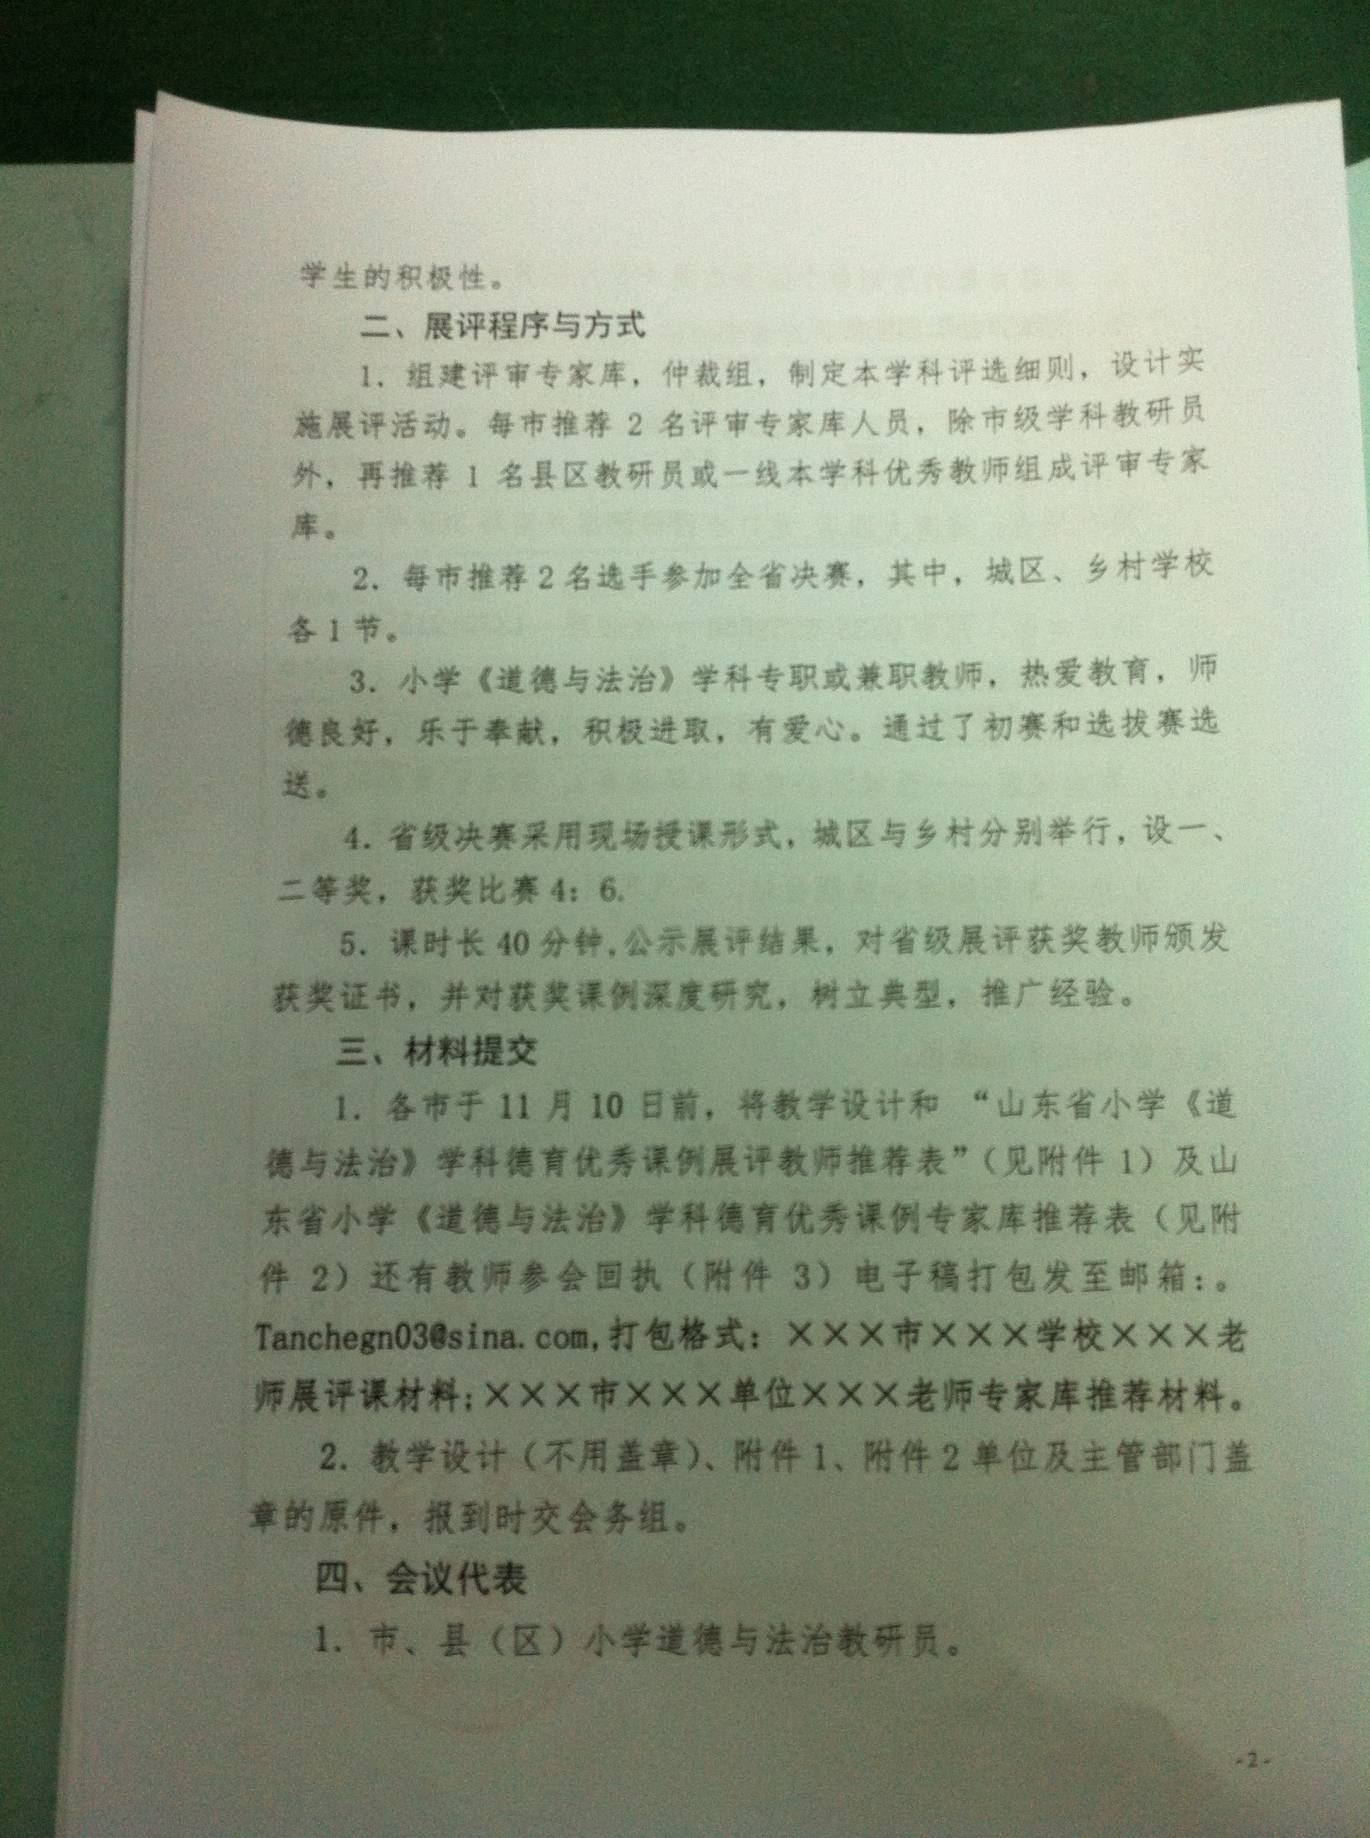 学生的积极性。
二、展评程序与方式
1. 组建评审专家库，仲裁组，制定本学科评选细则，设计实
施展评活动。每市推荐 2 名评审专家库人员，除市级学科教研员
外，再推荐 1 名县区教研员或一线本学科优秀教师组成评审专家
库。
2. 每市推荐2名选手参加全省决赛，其中，城区、乡村学校
各1节。
3. 小学《道德与法治》学科专职或兼职教师，热爱教育，师
德良好，乐于奉献，积极进取，有爱心。通过了初赛和选拔赛选
送。
4. 省级决赛采用现场授课形式，城区与乡村分别举行，设一、
二等奖，获奖比赛4：6.
5. 课时长40分钟,公示展评结果，对省级展评获奖教师颁发
获奖证书，并对获奖课例深度研究，树立典型，推广经验。
三、材料提交
1. 各市于 11 月 10 日前，将教学设计和 “山东省小学《道
德与法治》学科德育优秀课例展评教师推荐表”（见附件 1）及山
东省小学《道德与法治》学科德育优秀课例专家库推荐表（见附
件 2）还有教师参会回执（附件 3）电子稿打包发至邮箱:。
Tanchegn03@sina.com,打包格式：×××市×××学校×××老
师展评课材料;×××市×××单位×××老师专家库推荐材料。
2. 教学设计（不用盖章）、附件1、附件2单位及主管部门盖
章的原件，报到时交会务组。
四、会议代表
1. 市、县（区）小学道德与法治教研员。
-2-